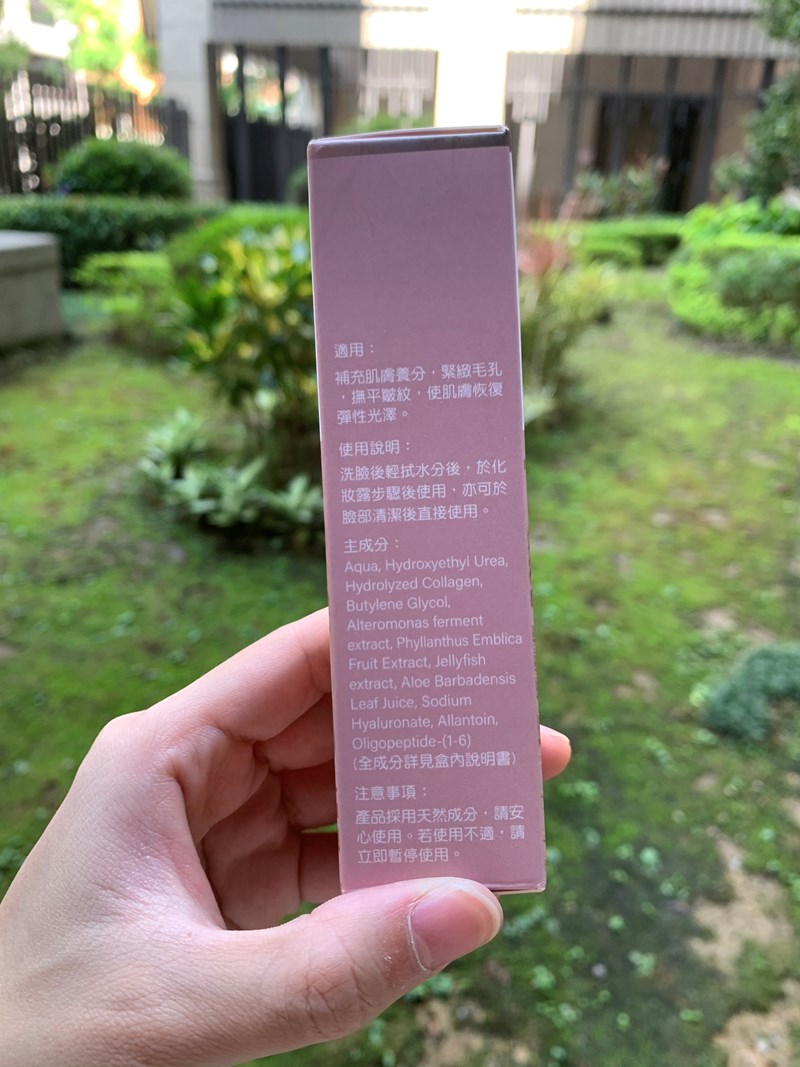 適用：
補充肌膚養分，緊緻毛孔
，撫平皺紋，使肌膚恢復
彈性光澤。
使用說明：
洗臉後輕拭水分後，於化
妝露步驟後使用，亦可於
臉部清潔後直接使用。
主成分：
Aqua, Hydroxyethyl Urea,
Hydrolyzed Collagen,
Butylene Glycol,
Alteromonas ferment
extract, Phyllanthus Emblica
Fruit Extract, Jellyfish
extract, Aloe Barbadensis
Leaf Juice, Sodium
Hyaluronate, Allantoin,
Oligopeptide-(1-6)
(全成分詳見盒內說明書)
注意事項：
產品採用天然成分，請安
心使用。若使用不適，請
立即暫停使用。